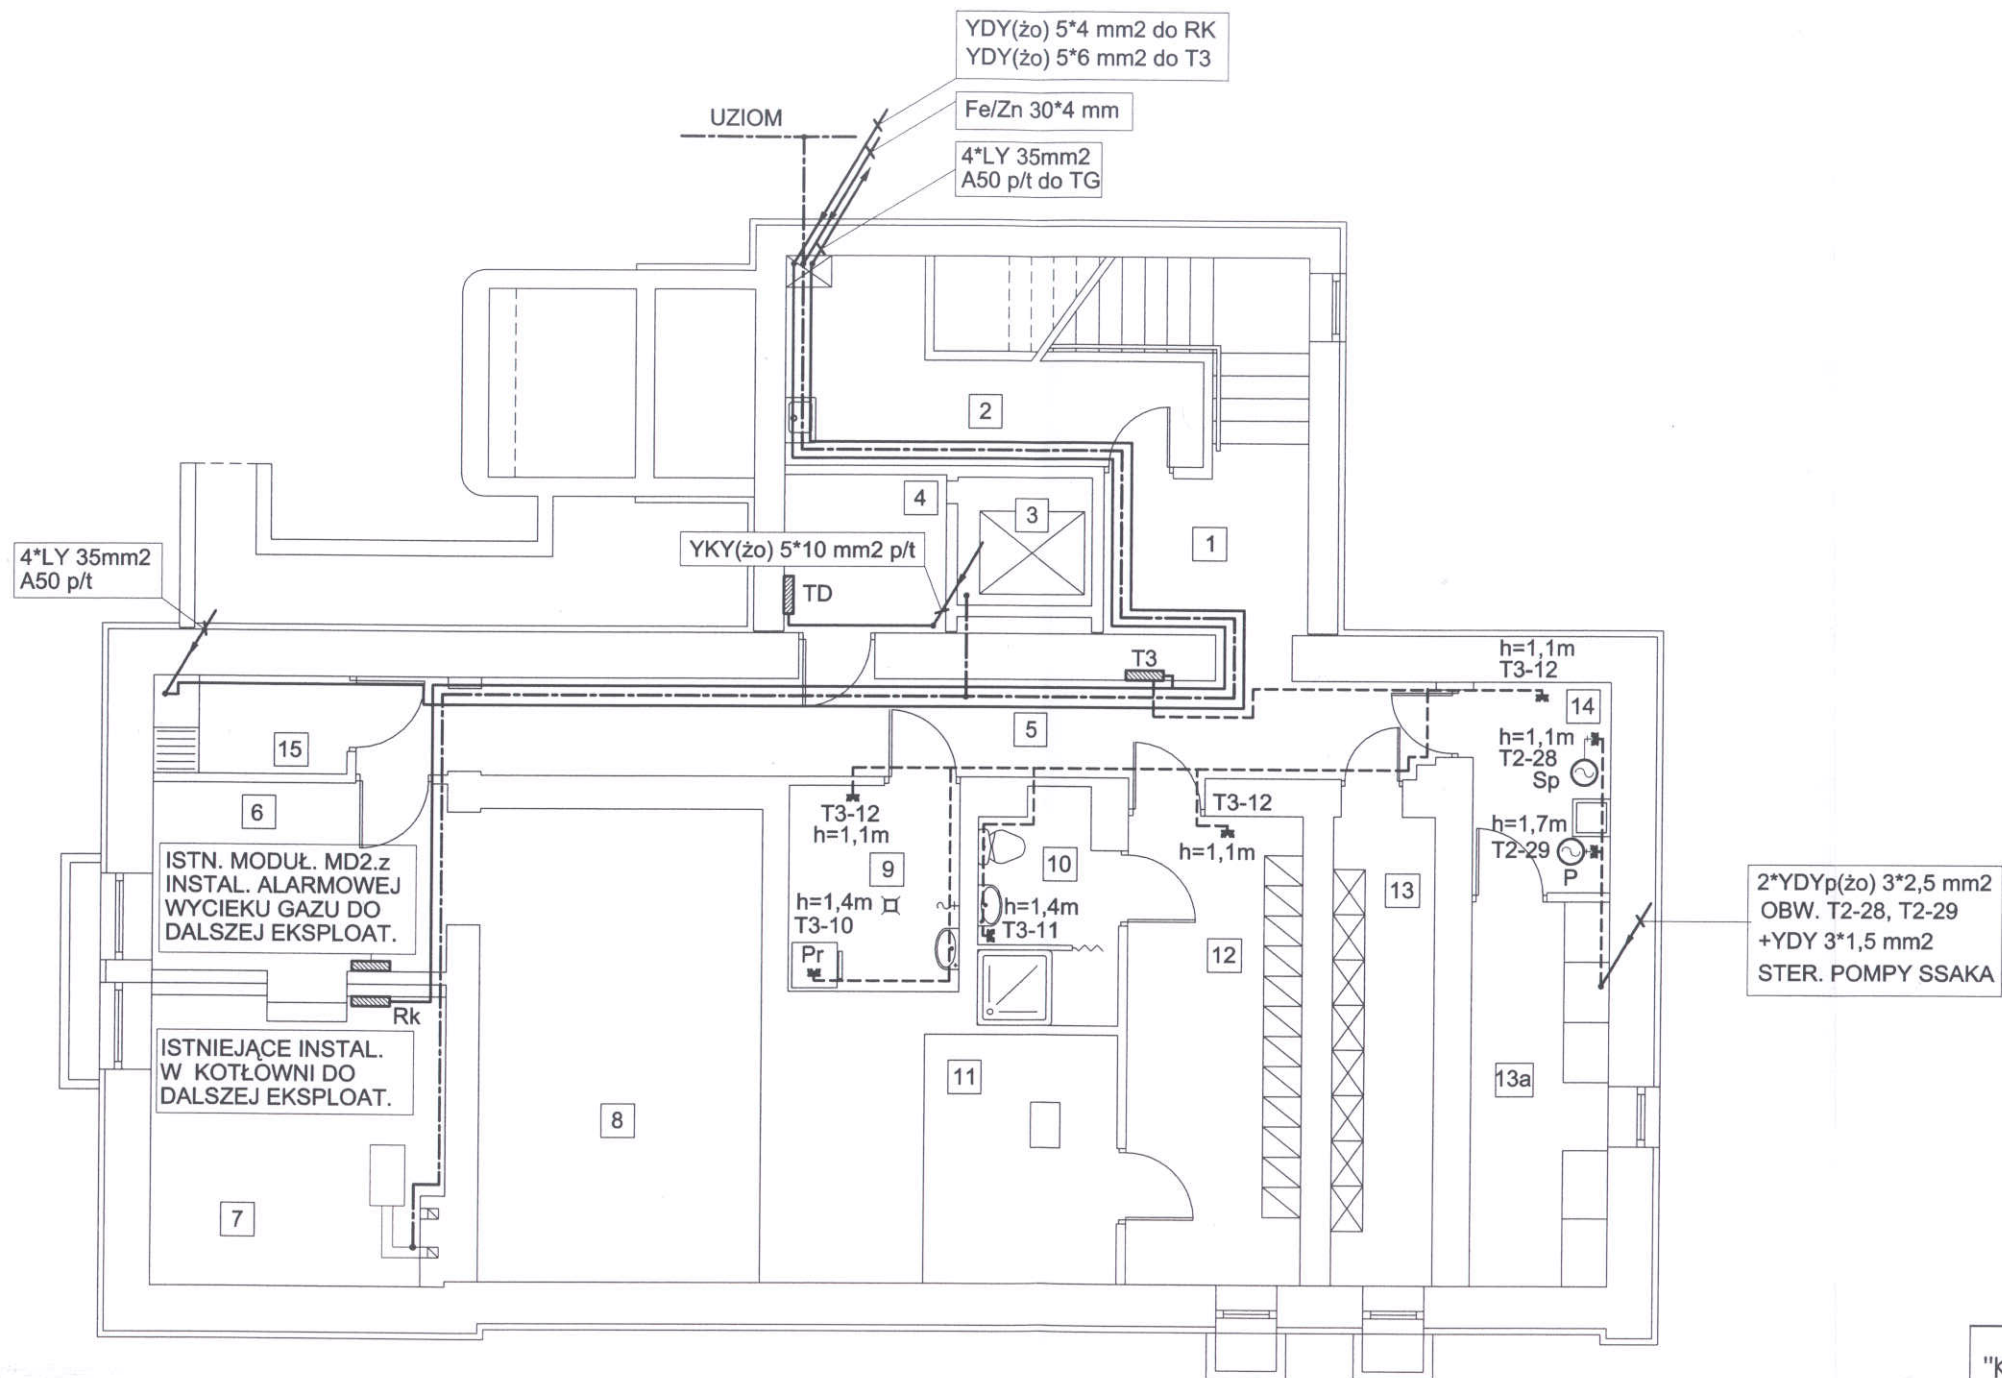 YDY(żo) 5*4 mm2 do RK
YDY(żo) 5*6 mm2 do T3
UZIOM
Fe/Zn 30*4 mm
4*LY 35mm2
A50 p/t do TG
2
4
3
1
YKY(żo) 5*10 mm2 p/t
4*LY 35mm2
A50 p/t
TD
T3
h=1,1m
T3-12
14
5
15
h=1,1m
T2-28
Sp
6
T3-12
h=1,1m
T3-12
h=1,1m
h=1,7m
T2-29
P
ISTN. MODUŁ. MD2.z
INSTAL. ALARMOWEJ
WYCIEKU GAZU DO
DALSZEJ EKSPLOAT.
9
10
13
h=1,4m
T3-10
Pr
h=1,4m
T3-11
12
2*YDYp(żo) 3*2,5 mm2
OBW. T2-28, T2-29
+YDY 3*1,5 mm2
STER. POMPY SSAKA
Rk
ISTNIEJĄCE INSTAL.
W KOTŁOWNI DO
DALSZEJ EKSPLOAT.
11
13a
8
7
"K